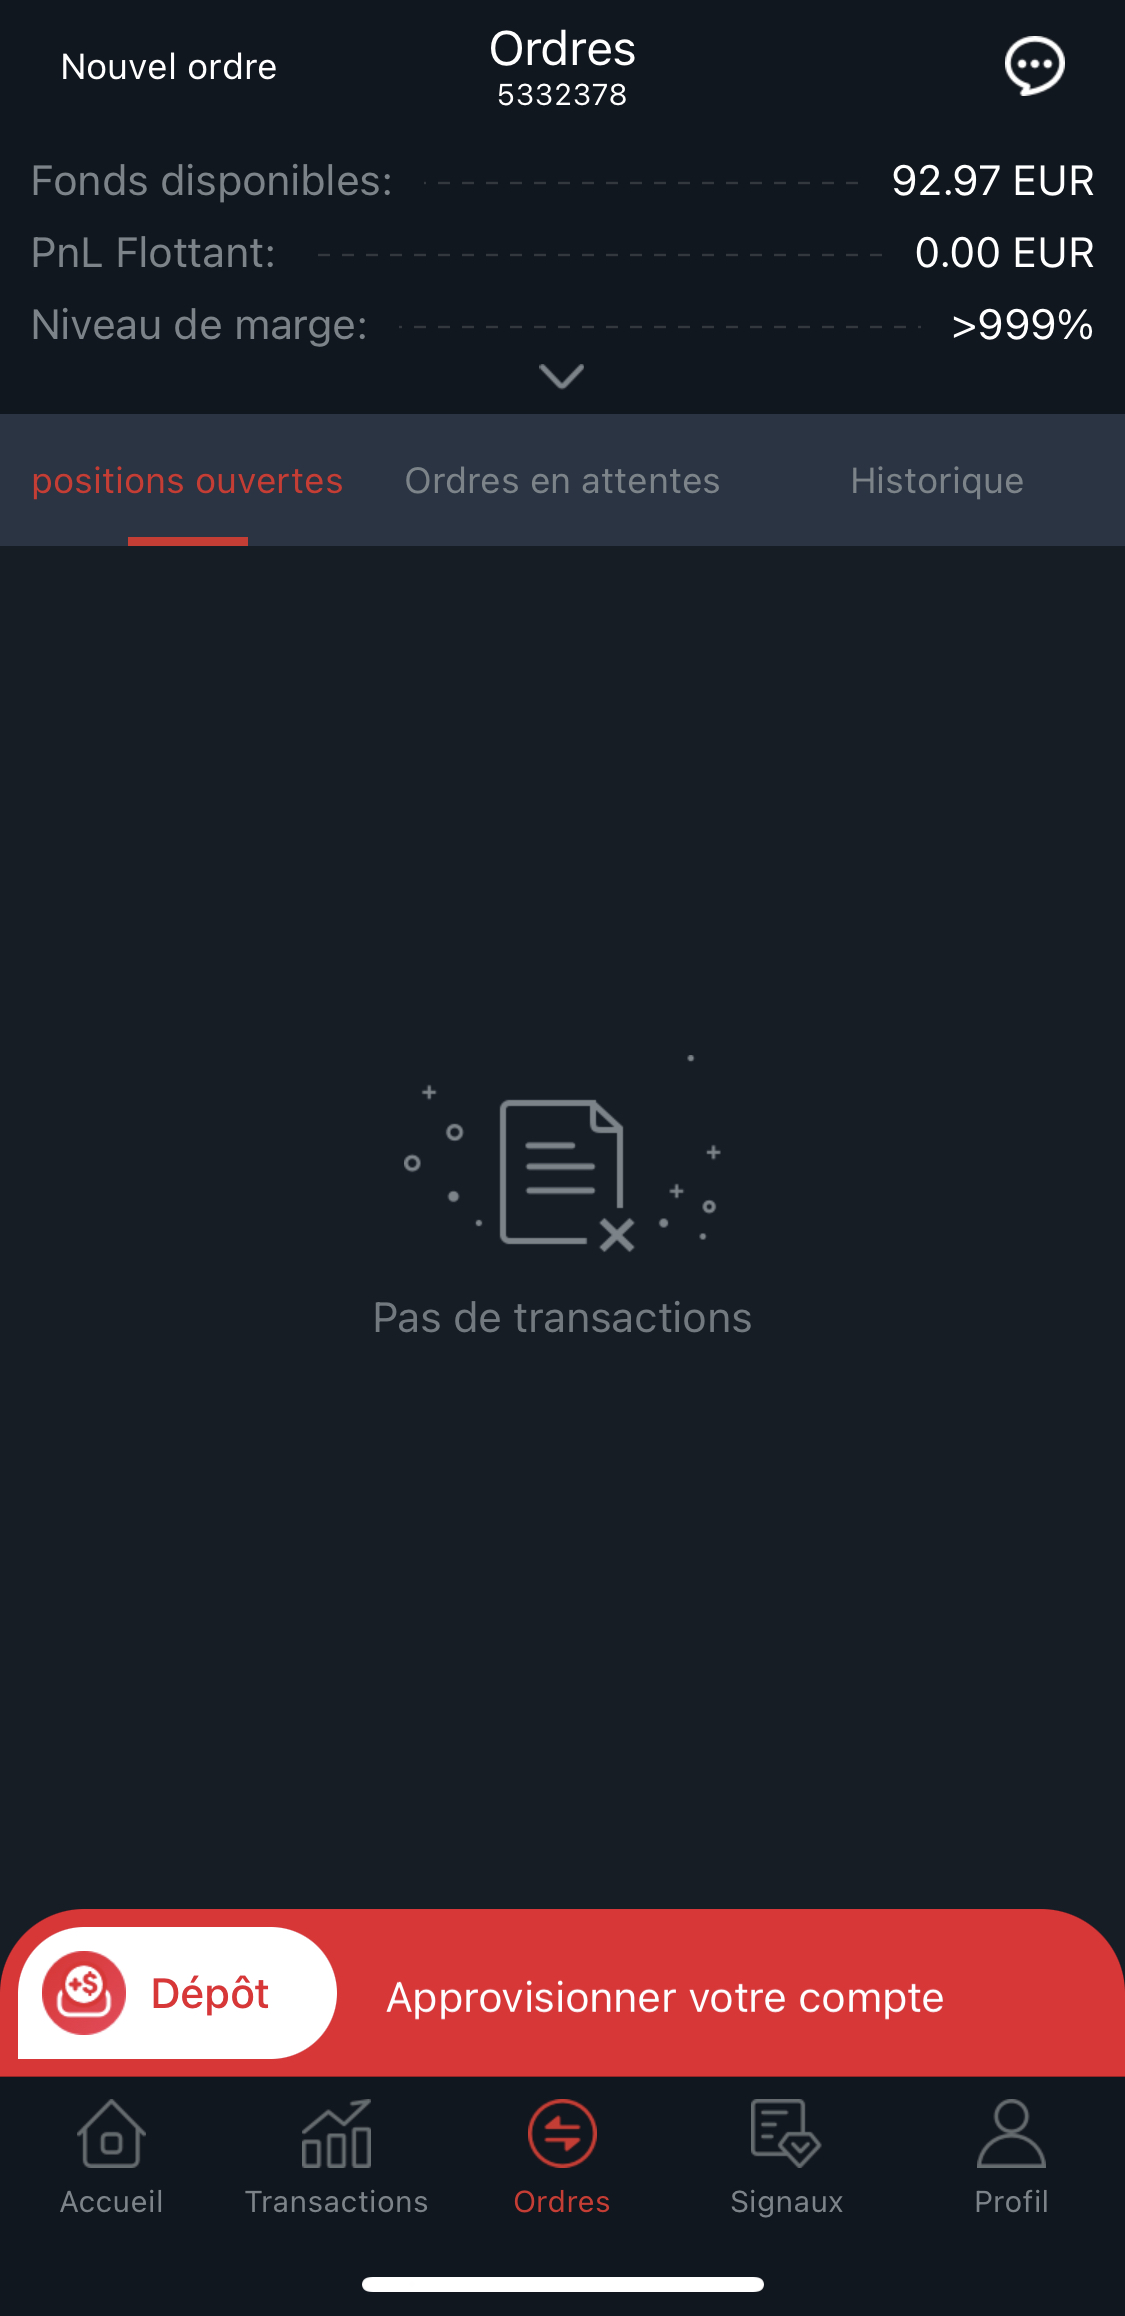 Nouvel ordre
Ordres
5332378
Fonds disponibles: 92.97 EUR
PnL Flottant: 0.00 EUR
Niveau de marge: >999%
positions ouvertes Ordres en attentes Historique
Pas de transactions
+$ Dépôt Approvisionner votre compte
Accueil Transactions Ordres Signaux Profil